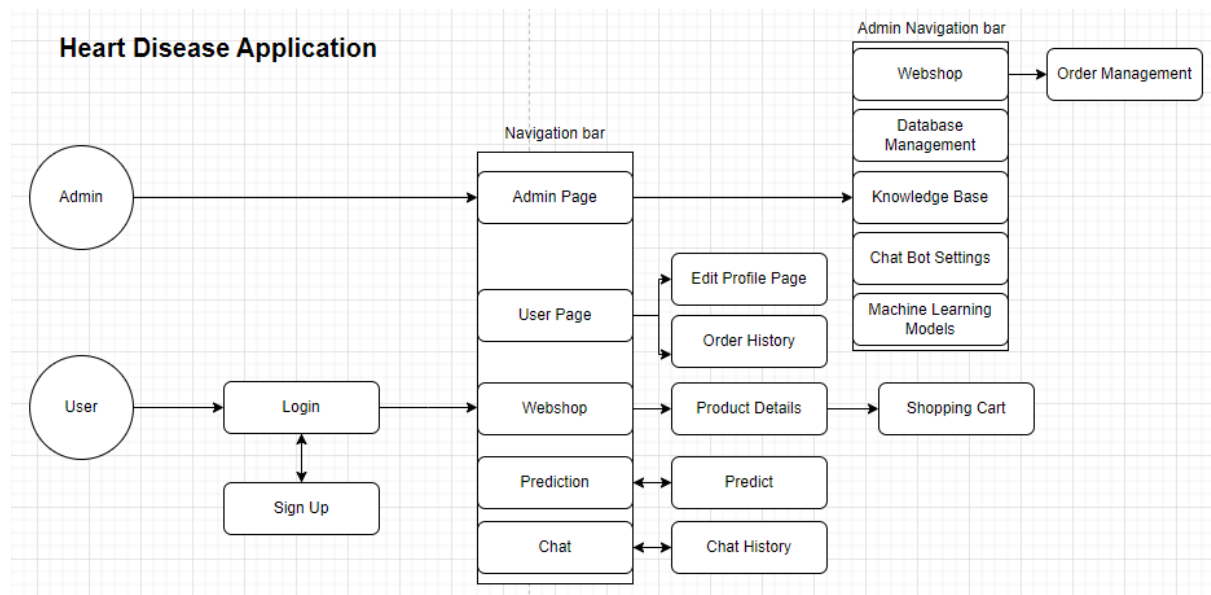 Heart Disease Application
Admin Navigation bar
Webshop
Order Management
Database
Management
Knowledge Base
Chat Bot Settings
Machine Learning
Models
Navigation bar
Admin
Admin Page
User Page
Edit Profile Page
Order History
User
Login
Webshop
Product Details
Shopping Cart
Sign Up
Prediction
Predict
Chat
Chat History